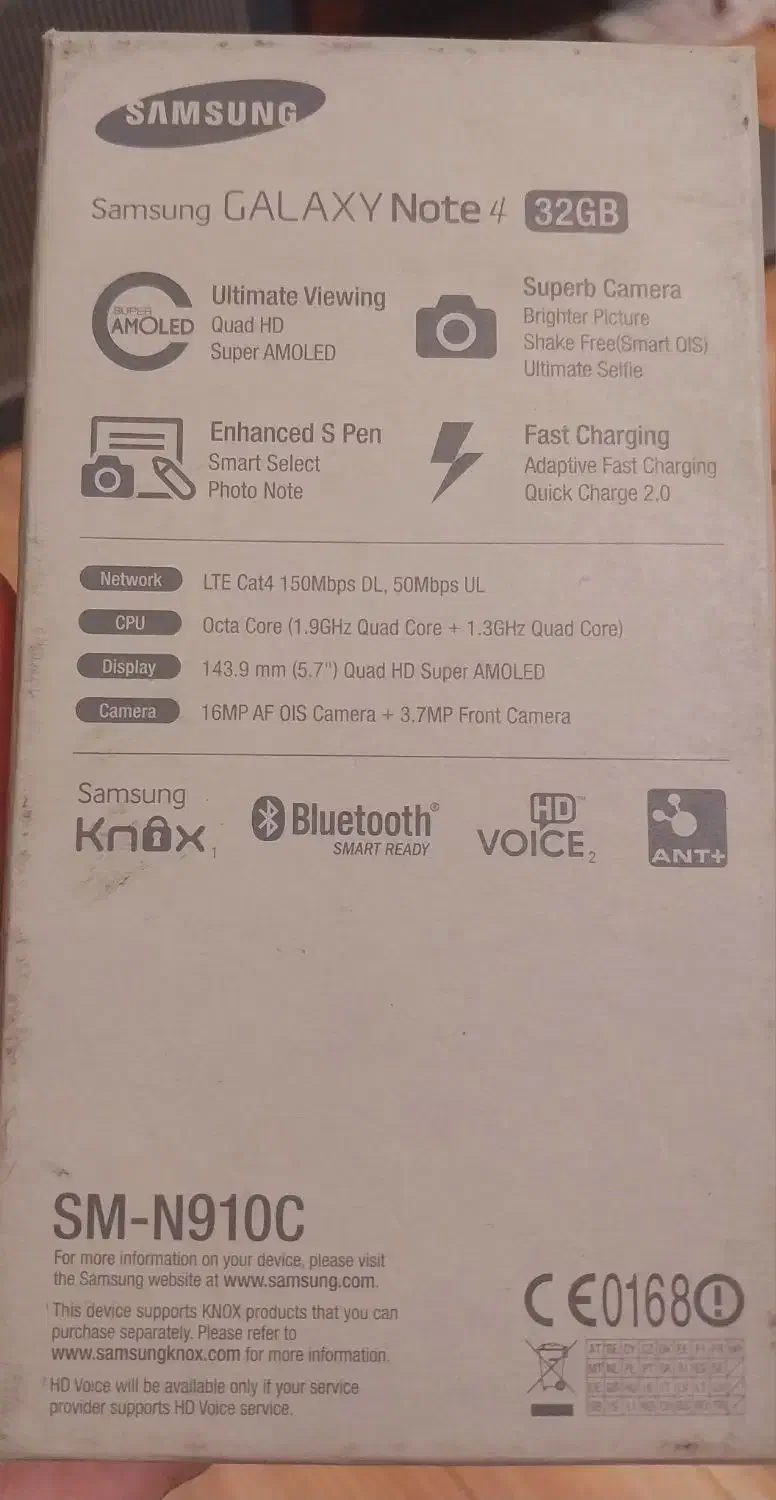 SAMSUNG
Samsung GALAXY Note 4 32GB
SUPER
AMOLED
Ultimate Viewing
Quad HD
Super AMOLED
Superb Camera
Brighter Picture
Shake Free(Smart OIS)
Ultimate Selfie
Enhanced S Pen
Smart Select
Photo Note
Fast Charging
Adaptive Fast Charging
Quick Charge 2.0
Network LTE Cat4 150Mbps DL, 50Mbps UL
CPU Octa Core (1.9GHz Quad Core + 1.3GHz Quad Core)
Display 143.9 mm (5.7") Quad HD Super AMOLED
Camera 16MP AF OIS Camera + 3.7MP Front Camera
Samsung
Knox 1
Bluetooth®
SMART READY
HD™
VOICE 2
ANT+
SM-N910C
For more information on your device, please visit
the Samsung website at www.samsung.com.
1 This device supports KNOX products that you can
purchase separately. Please refer to
www.samsungknox.com for more information.
2 HD Voice will be available only if your service
provider supports HD Voice service.
CE0168!